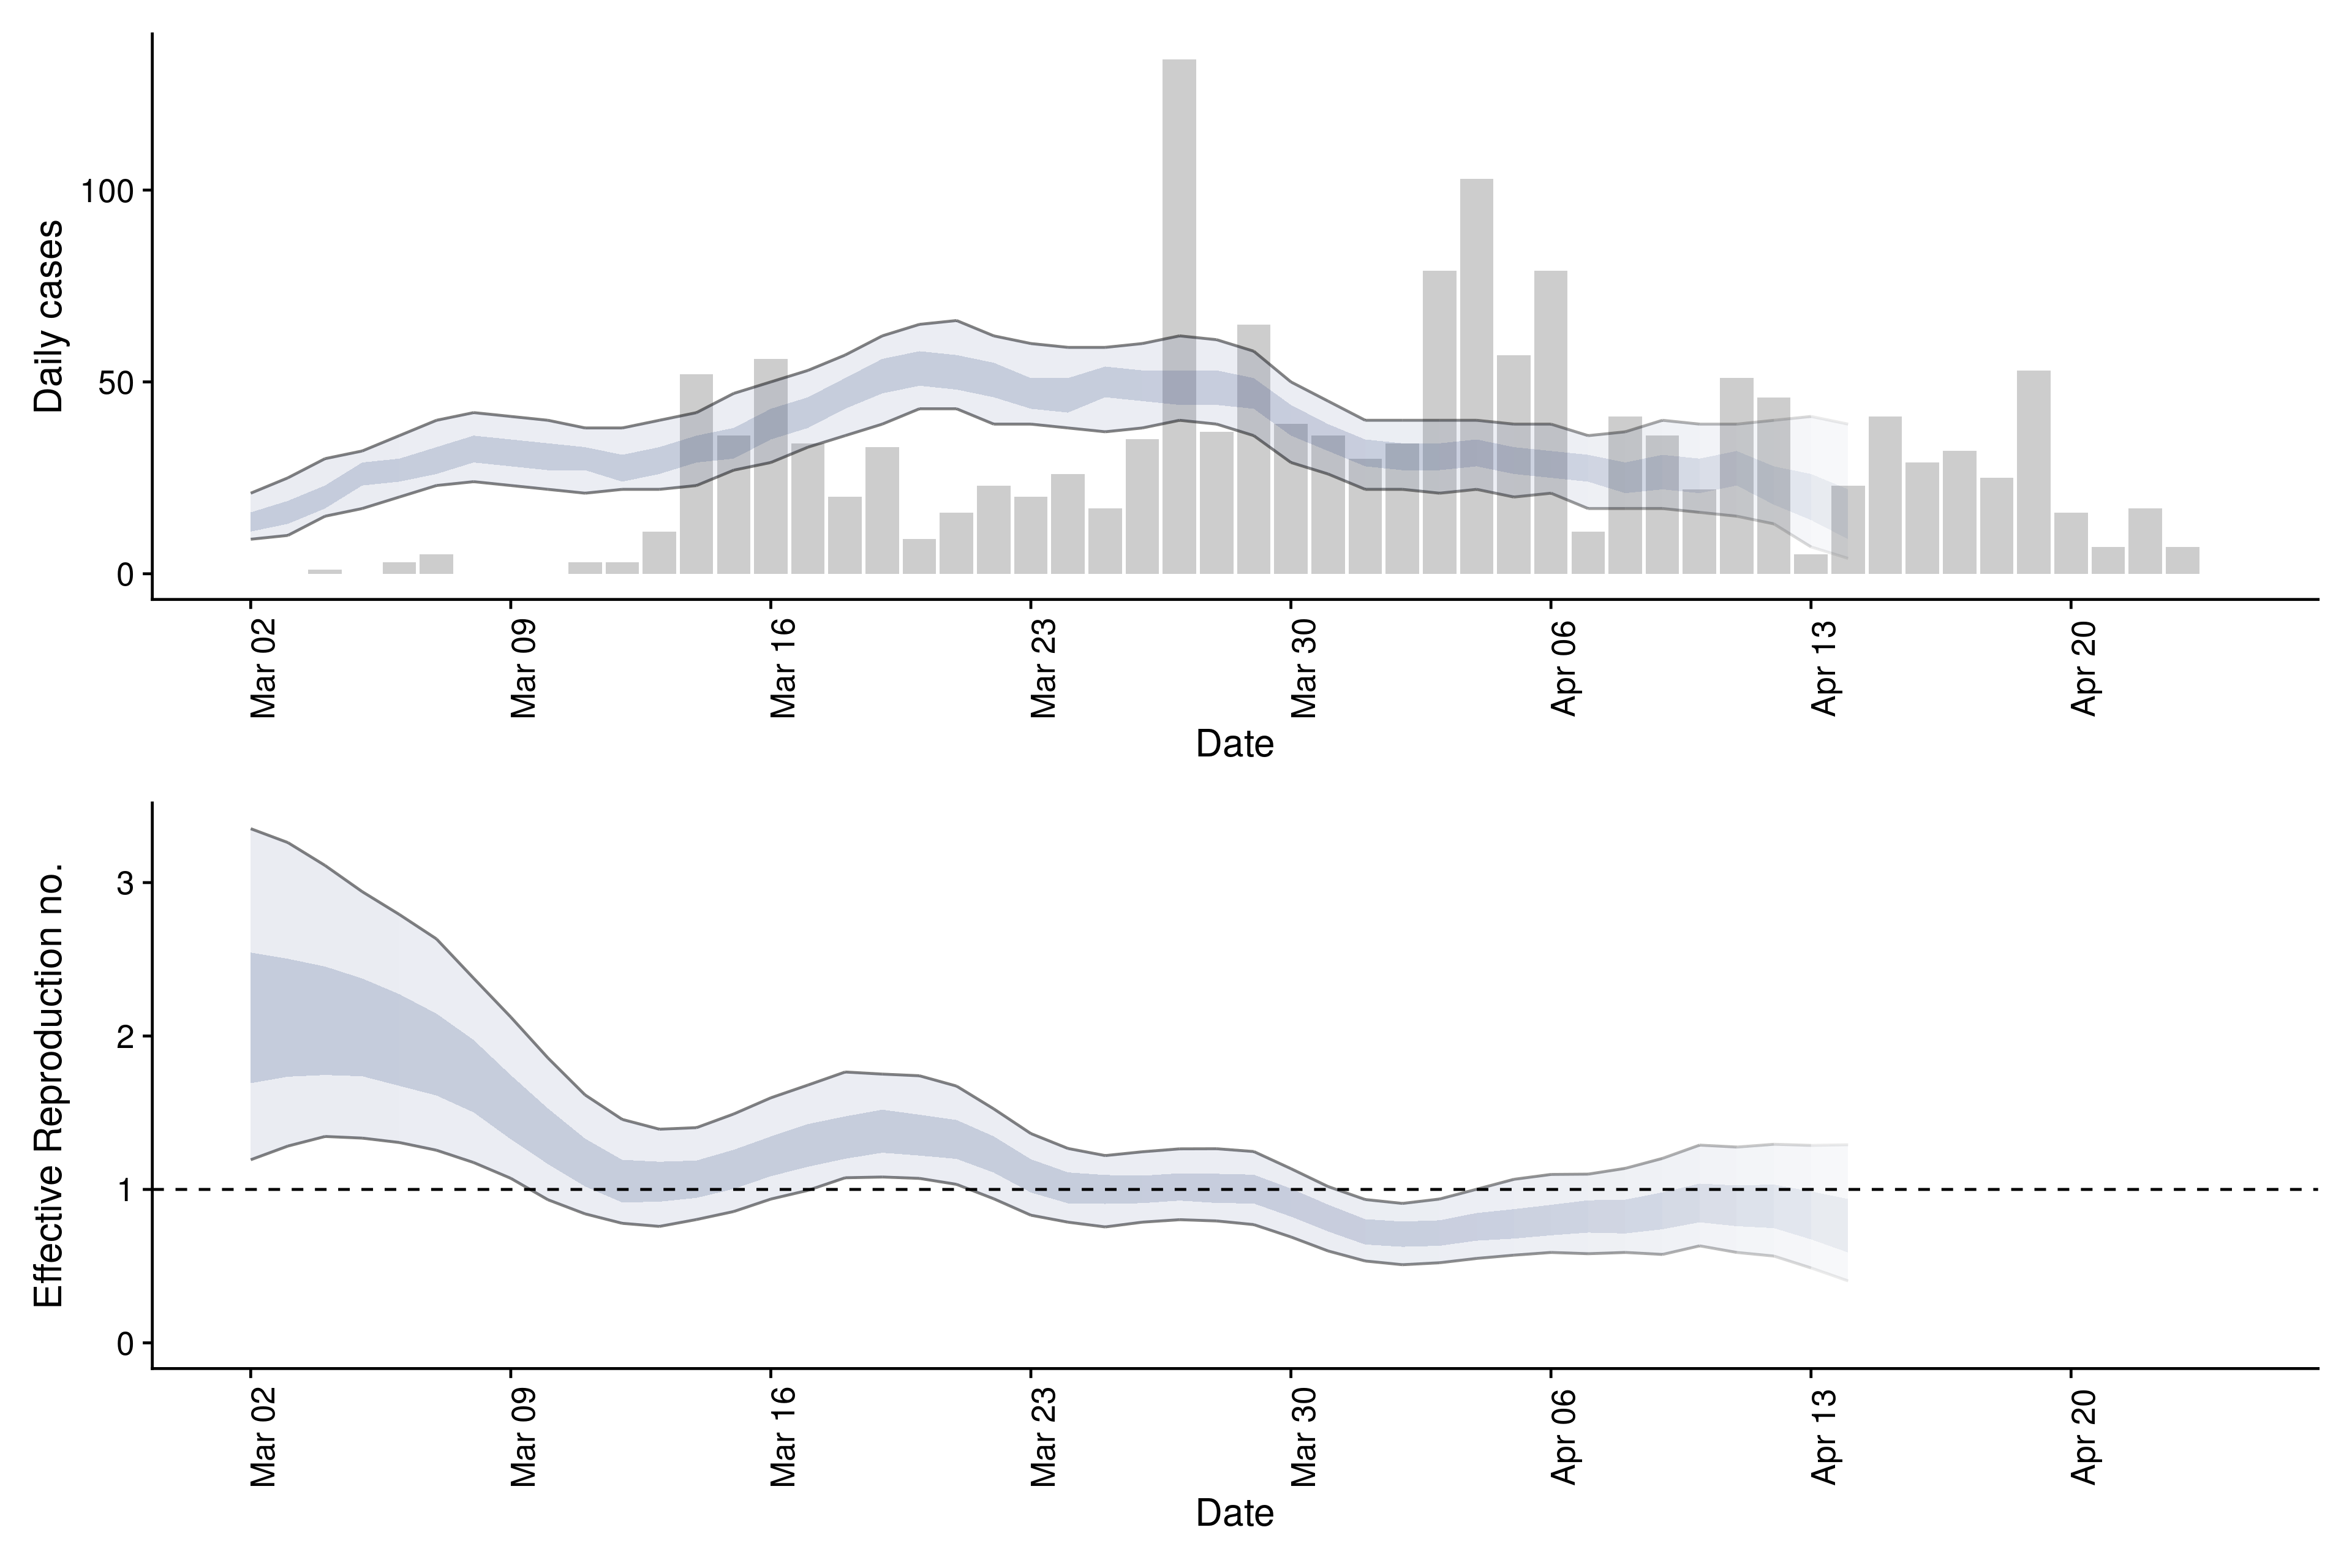 Daily cases
100
50
0
Mar 02
Mar 09
Mar 16
Mar 23
Mar 30
Apr 06
Apr 13
Apr 20
Date
Effective Reproduction no.
3
2
1
0
Mar 02
Mar 09
Mar 16
Mar 23
Mar 30
Apr 06
Apr 13
Apr 20
Date